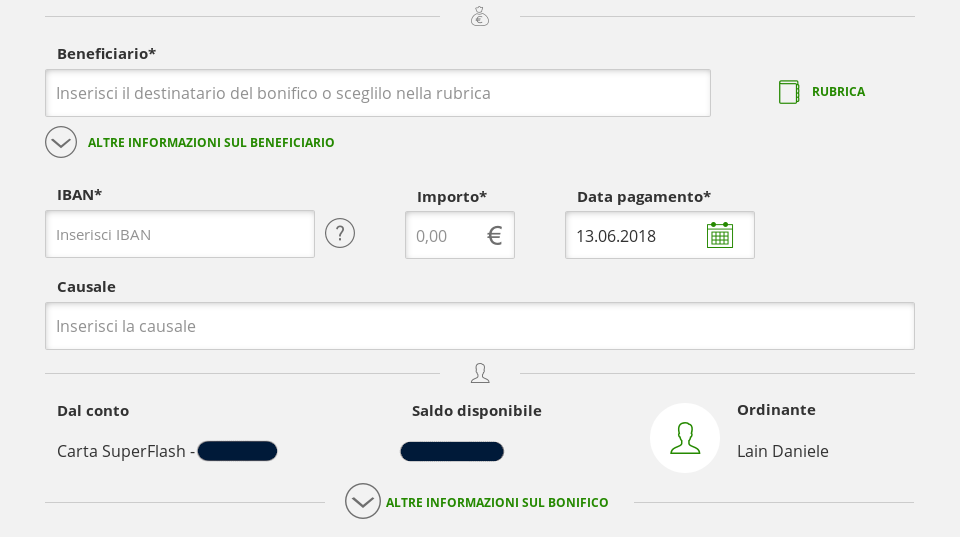 Beneficiario*
Inserisci il destinatario del bonifico o sceglilo nella rubrica
RUBRICA
ALTRE INFORMAZIONI SUL BENEFICIARIO
IBAN*
Importo*
Data pagamento*
Inserisci IBAN
?
0,00
€
13.06.2018
Causale
Inserisci la causale
Dal conto
Saldo disponibile
Ordinante
Carta SuperFlash -
Lain Daniele
ALTRE INFORMAZIONI SUL BONIFICO